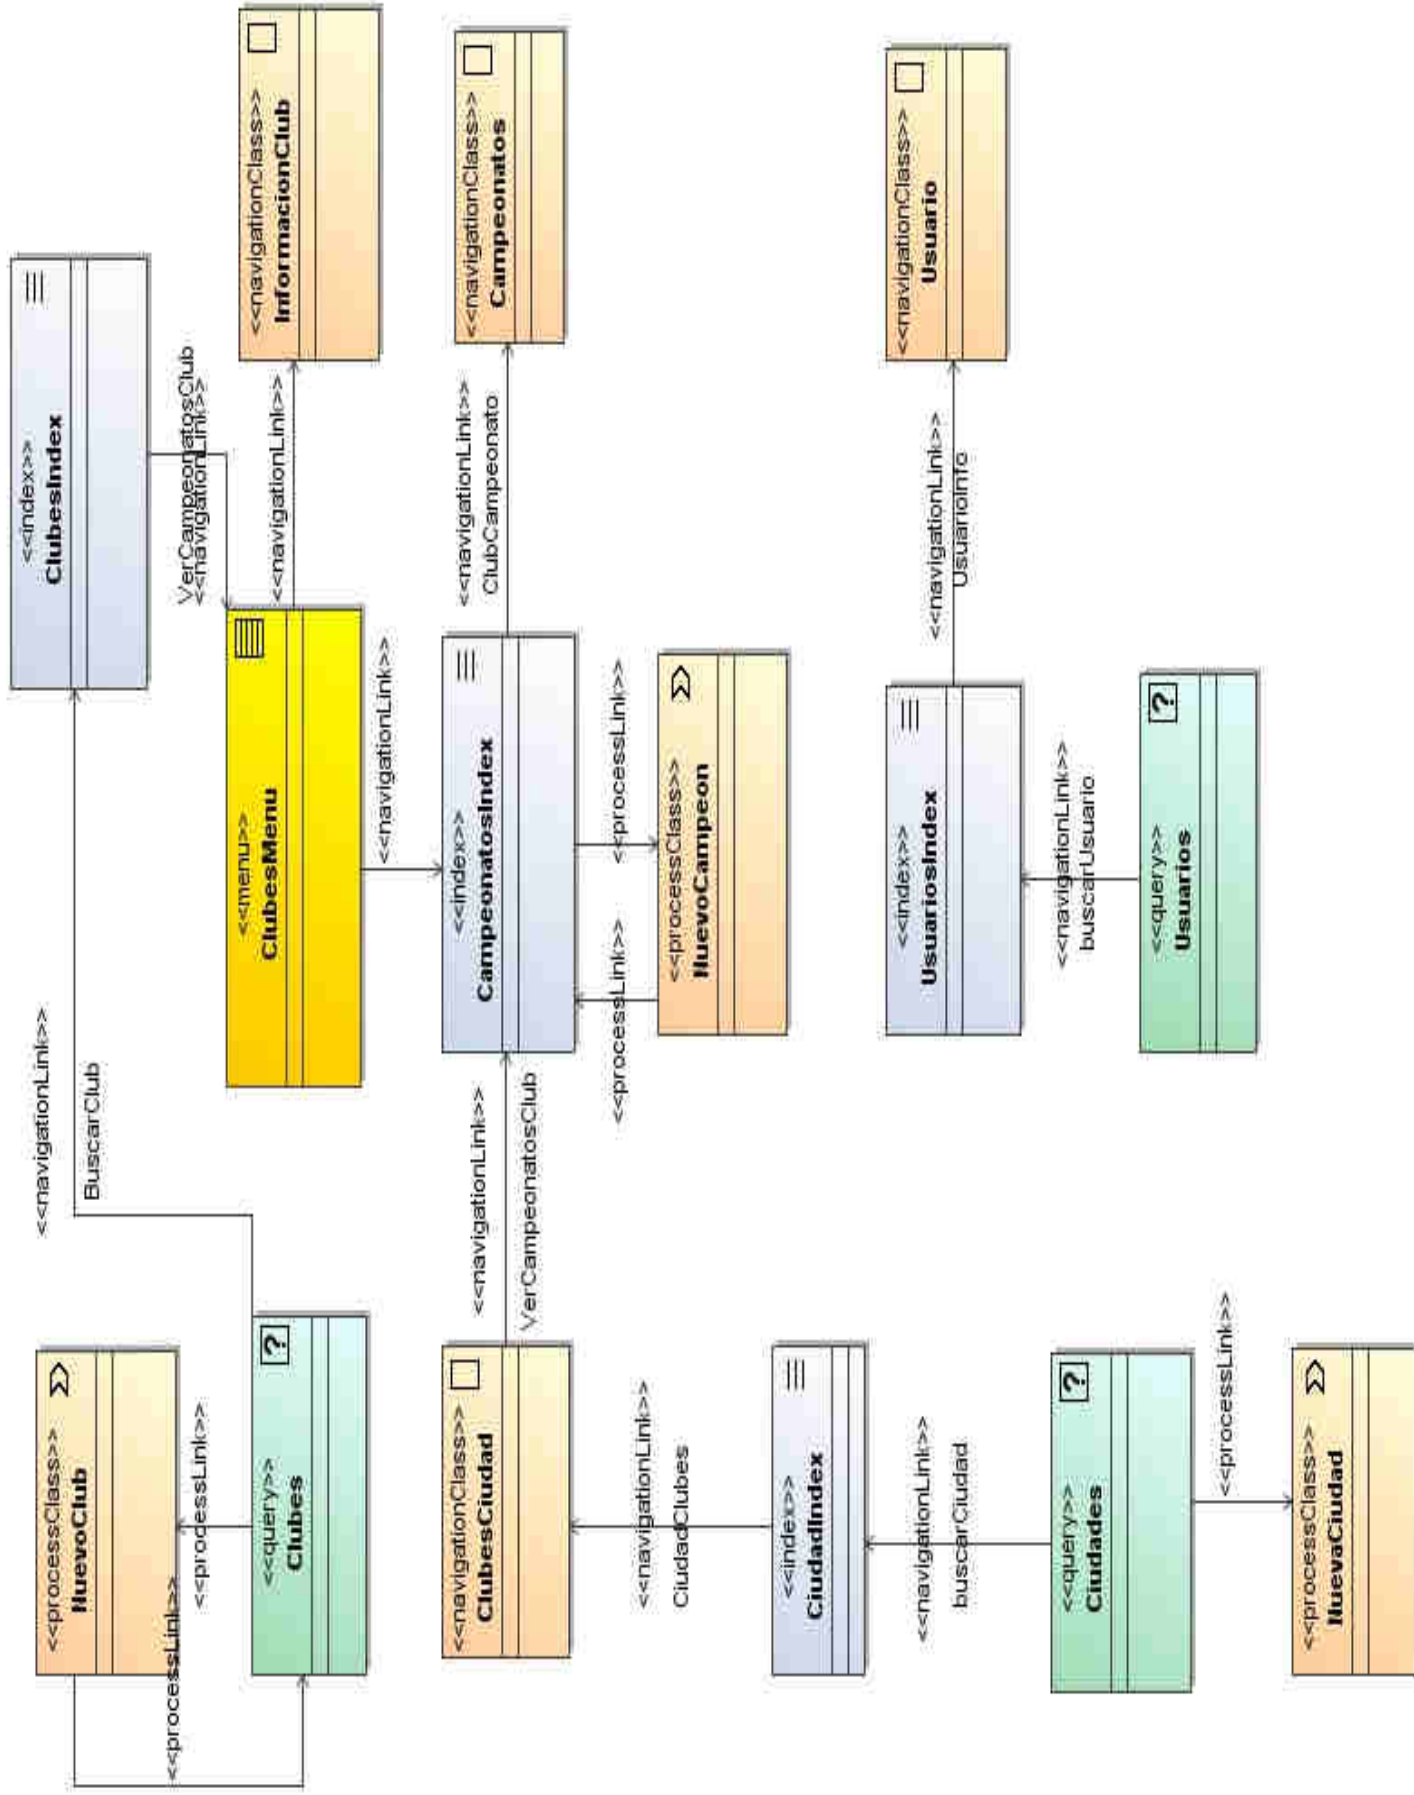 <<processClass>>
NuevoClub
<<navigationLink>>
BuscarClub
<<index>>
ClubesIndex
<<processLink>>
<<processLink>>
VerCampeonatosClub
<<navigationLink>>
<<query>>
Clubes
<<menu>>
ClubesMenu
<<navigationLink>>
<<navigationClass>>
InformacionClub
<<navigationLink>>
<<navigationClass>>
ClubesCiudad
<<navigationLink>>
VerCampeonatosClub
<<index>>
CampeonatosIndex
<<navigationLink>>
ClubCampeonato
<<navigationClass>>
Campeonatos
<<navigationLink>>
CiudadClubes
<<processLink>>
<<processLink>>
<<processClass>>
NuevoCampeon
<<index>>
CiudadIndex
<<navigationLink>>
buscarCiudad
<<index>>
UsuariosIndex
<<navigationLink>>
UsuarioInfo
<<navigationClass>>
Usuario
<<query>>
Ciudades
?
<<navigationLink>>
buscarUsuario
<<query>>
Usuarios
?
<<processLink>>
<<processClass>>
NuevaCiudad